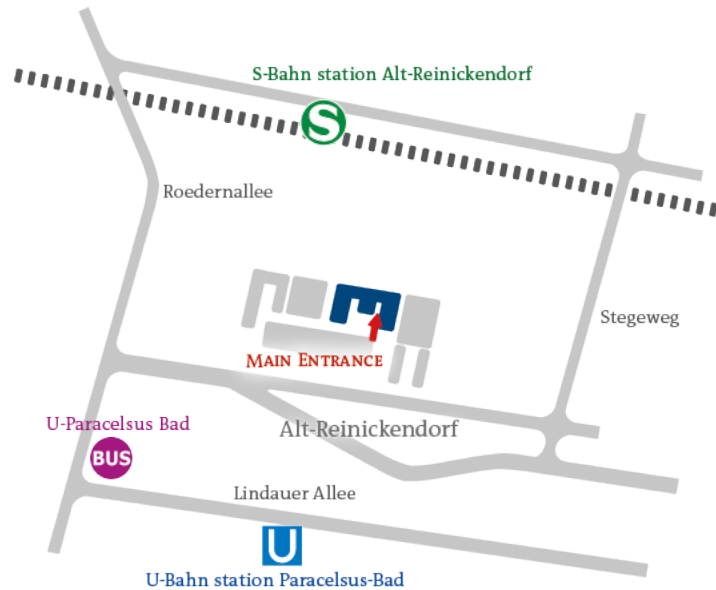 S-Bahn station Alt-Reinickendorf
S
Roedernallee
Stegeweg
Main Entrance
U-Paracelsus Bad
Alt-Reinickendorf
BUS
Lindauer Allee
U
U-Bahn station Paracelsus-Bad